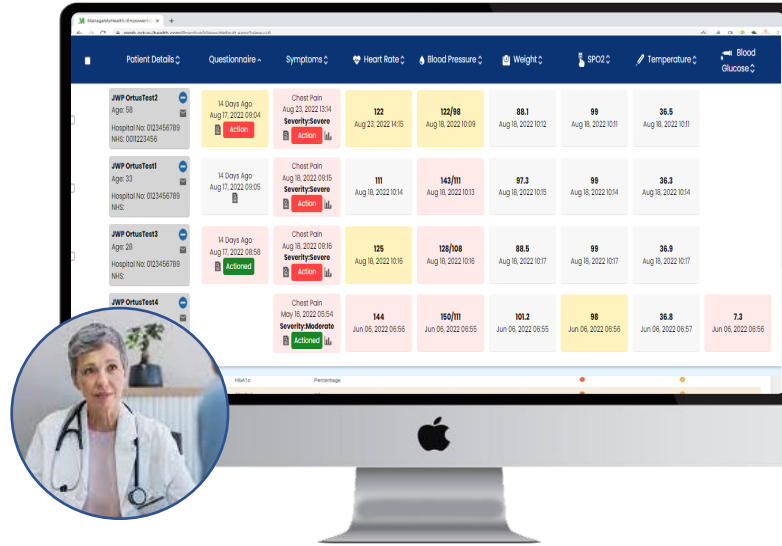 ManageMyHealth: Empowering
Patient Details
Questionnaire
Symptoms
Heart Rate
Blood Pressure
Weight
SPO2
Temperature
Blood
Glucose
JWP OrtusTest2
Age: 58
Hospital No: 0123456789
NHS: 0011223456
14 Days Ago
Aug 17, 2022 09:04
Action
Chest Pain
Aug 23, 2022 13:14
Severity:Severe
Action
122
Aug 23, 2022 14:15
122/98
Aug 18, 2022 10:09
88.1
Aug 18, 2022 10:12
99
Aug 18, 2022 10:11
36.5
Aug 18, 2022 10:11
JWP OrtusTest1
Age: 33
Hospital No: 0123456789
NHS:
14 Days Ago
Aug 17, 2022 09:05
Chest Pain
Aug 18, 2022 09:15
Severity:Severe
Action
111
Aug 18, 2022 10:14
143/111
Aug 18, 2022 10:13
97.3
Aug 18, 2022 10:15
99
Aug 18, 2022 10:14
36.3
Aug 18, 2022 10:14
JWP OrtusTest3
Age: 28
Hospital No: 0123456789
NHS:
14 Days Ago
Aug 17, 2022 08:58
Actioned
Chest Pain
Aug 18, 2022 09:16
Severity:Severe
Action
125
Aug 18, 2022 10:16
128/108
Aug 18, 2022 10:16
88.5
Aug 18, 2022 10:17
99
Aug 18, 2022 10:17
36.9
Aug 18, 2022 10:17
JWP OrtusTest4
Chest Pain
May 16, 2022 05:54
Severity:Moderate
Actioned
144
Jun 06, 2022 06:56
150/111
Jun 06, 2022 06:55
101.2
Jun 06, 2022 06:55
98
Jun 06, 2022 06:56
36.8
Jun 06, 2022 06:57
7.3
Jun 06, 2022 06:56
HbA1c
Percentage